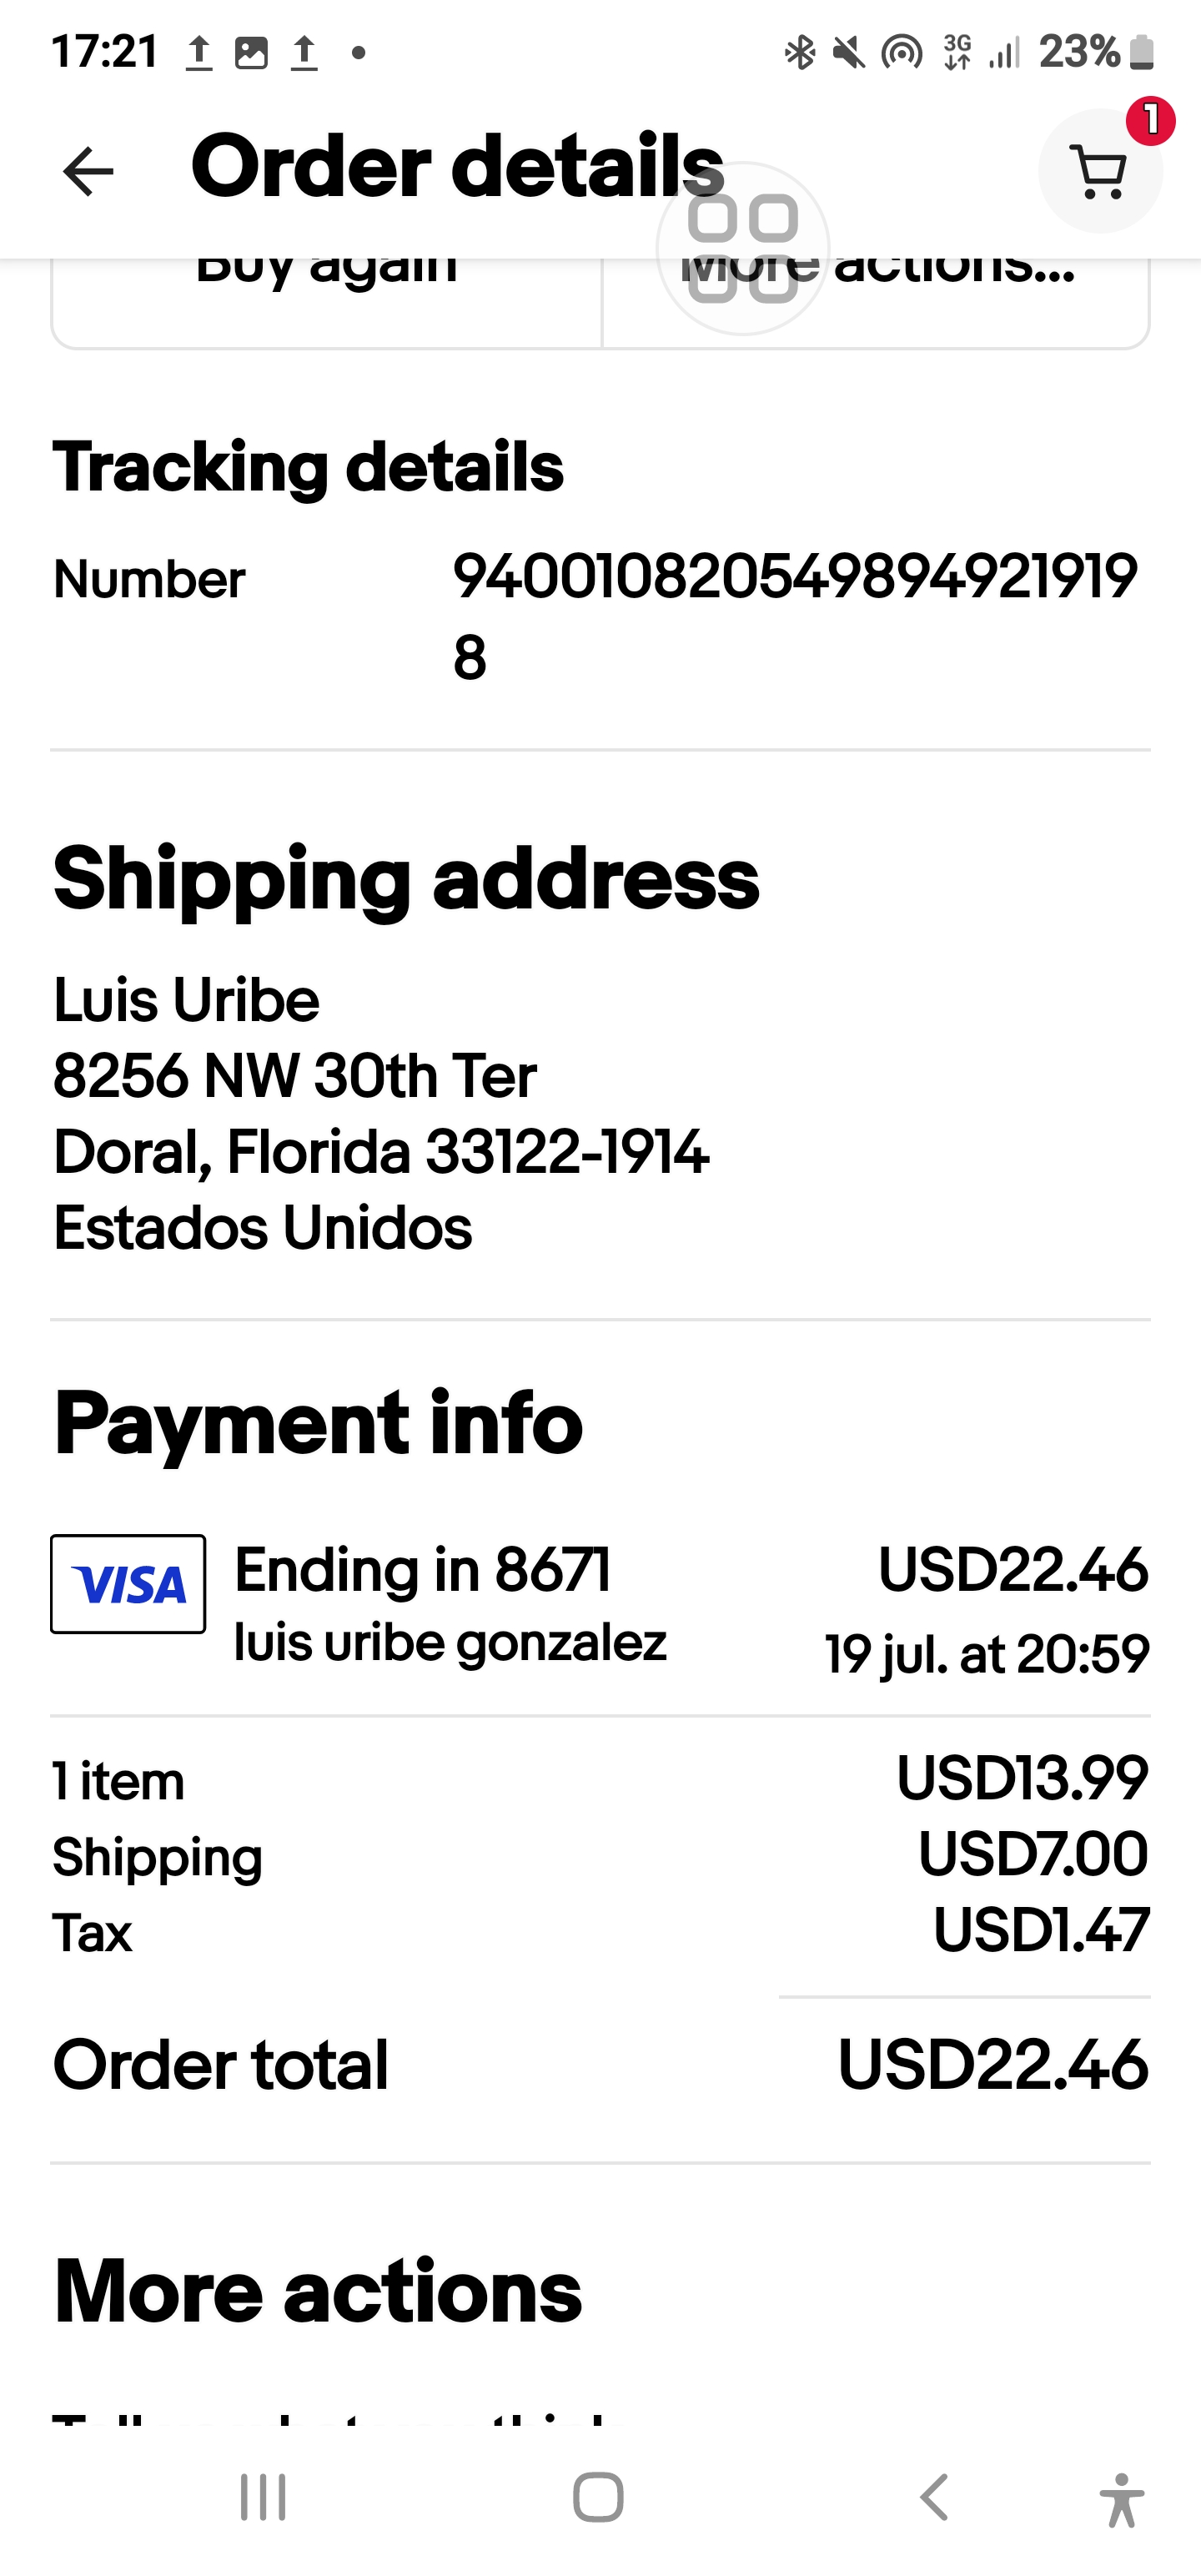 17:21
3G
23%
Order details
1
Buy again
More actions...
Tracking details
Number
940010820549894921919
8
Shipping address
Luis Uribe
8256 NW 30th Ter
Doral, Florida 33122-1914
Estados Unidos
Payment info
VISA
Ending in 8671
USD22.46
luis uribe gonzalez
19 jul. at 20:59
1 item
USD13.99
Shipping
USD7.00
Tax
USD1.47
Order total
USD22.46
More actions